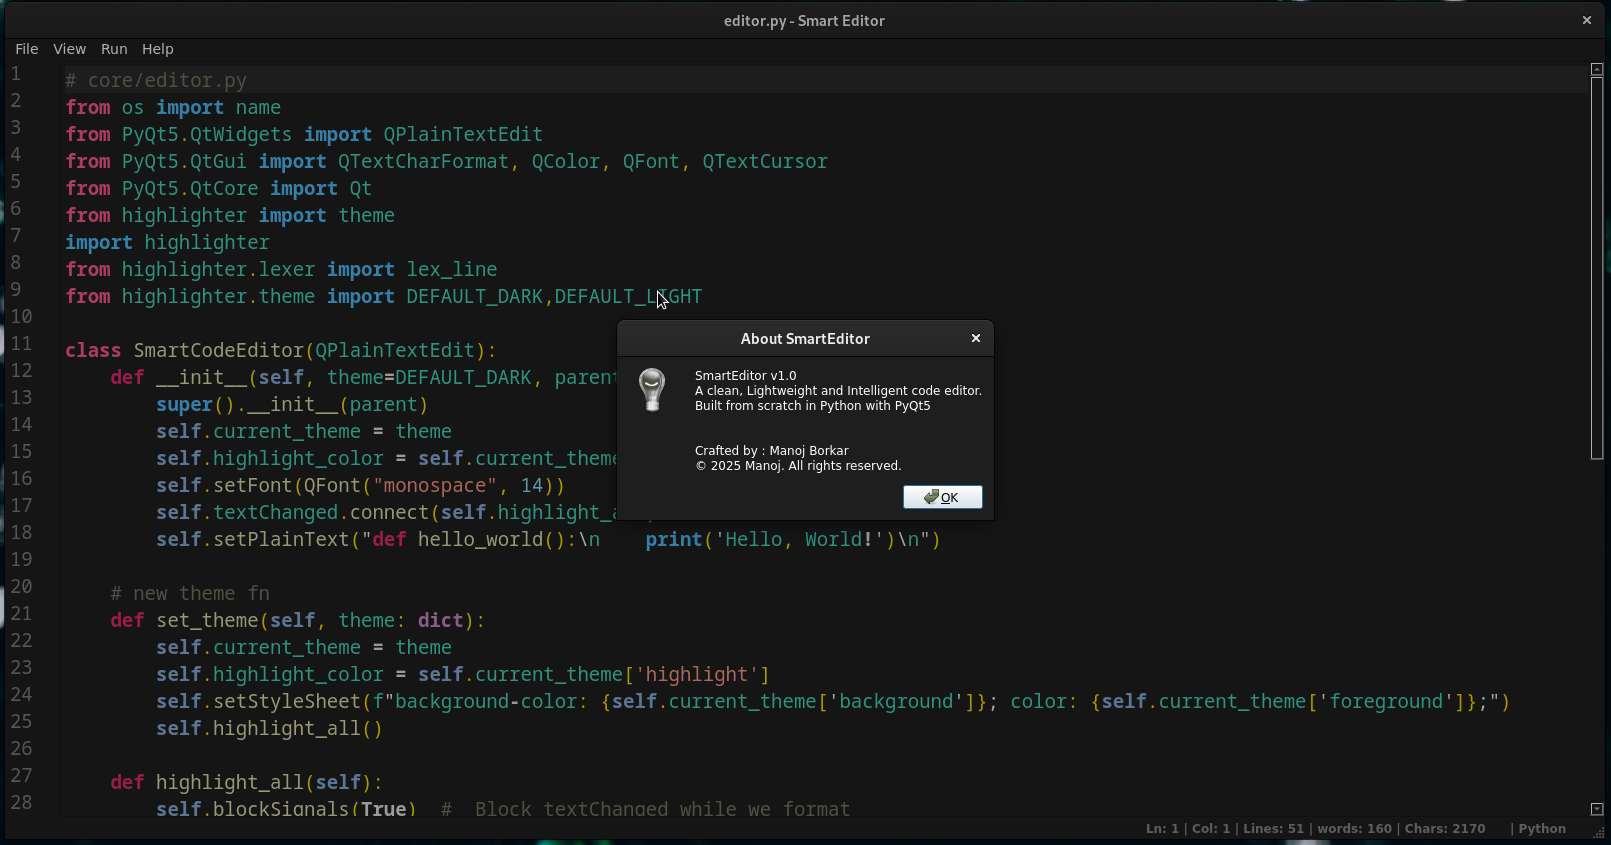 editor.py - Smart Editor
File View Run Help
1 # core/editor.py
2 from os import name
3 from PyQt5.QtWidgets import QPlainTextEdit
4 from PyQt5.QtGui import QTextCharFormat, QColor, QFont, QTextCursor
5 from PyQt5.QtCore import Qt
6 from highlighter import theme
7 import highlighter
8 from highlighter.lexer import lex_line
9 from highlighter.theme import DEFAULT_DARK,DEFAULT_LIGHT
10
11 class SmartCodeEditor(QPlainTextEdit):
12     def __init__(self, theme=DEFAULT_DARK, parent
13         super().__init__(parent)
14         self.current_theme = theme
15         self.highlight_color = self.current_theme
16         self.setFont(QFont("monospace", 14))
17         self.textChanged.connect(self.highlight_a
18         self.setPlainText("def hello_world():\n    print('Hello, World!')\n")
19
20     # new theme fn
21     def set_theme(self, theme: dict):
22         self.current_theme = theme
23         self.highlight_color = self.current_theme['highlight']
24         self.setStyleSheet(f"background-color: {self.current_theme['background']}; color: {self.current_theme['foreground']};")
25         self.highlight_all()
26
27     def highlight_all(self):
28         self.blockSignals(True)  #  Block textChanged while we format
About SmartEditor
SmartEditor v1.0
A clean, Lightweight and Intelligent code editor.
Built from scratch in Python with PyQt5
Crafted by : Manoj Borkar
© 2025 Manoj. All rights reserved.
OK
Ln: 1 | Col: 1 | Lines: 51 | words: 160 | Chars: 2170 | Python